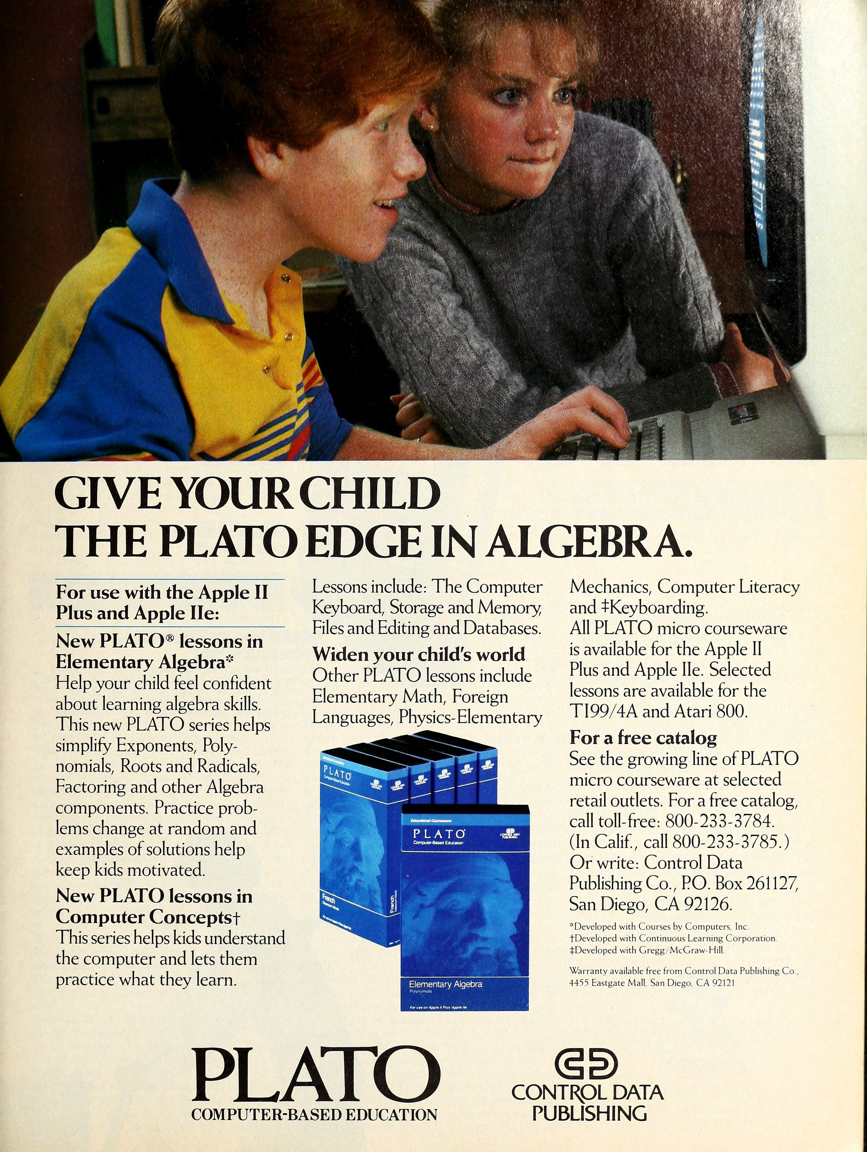 GIVE YOUR CHILD
THE PLATO EDGE IN ALGEBRA.
For use with the Apple II
Plus and Apple IIe:
New PLATO® lessons in
Elementary Algebra*
Help your child feel confident
about learning algebra skills.
This new PLATO series helps
simplify Exponents, Poly-
nomials, Roots and Radicals,
Factoring and other Algebra
components. Practice prob-
lems change at random and
examples of solutions help
keep kids motivated.
New PLATO lessons in
Computer Concepts†
This series helps kids understand
the computer and lets them
practice what they learn.
Lessons include: The Computer
Keyboard, Storage and Memory,
Files and Editing and Databases.
Widen your child's world
Other PLATO lessons include
Elementary Math, Foreign
Languages, Physics-Elementary
Mechanics, Computer Literacy
and ‡Keyboarding.
All PLATO micro courseware
is available for the Apple II
Plus and Apple IIe. Selected
lessons are available for the
TI99/4A and Atari 800.
For a free catalog
See the growing line of PLATO
micro courseware at selected
retail outlets. For a free catalog,
call toll-free: 800-233-3784.
(In Calif., call 800-233-3785.)
Or write: Control Data
Publishing Co., P.O. Box 261127,
San Diego, CA 92126.
*Developed with Courses by Computers, Inc.
†Developed with Continuous Learning Corporation.
‡Developed with Gregg/McGraw-Hill.
Warranty available free from Control Data Publishing Co.,
4455 Eastgate Mall, San Diego, CA 92121
PLATO
Computer-Based Education
French
French
Educational Courseware
PLATO
Computer-Based Education
Elementary Algebra
Polynomials
For use on Apple II Plus/Apple IIe
PLATO
COMPUTER-BASED EDUCATION
CONTROL DATA
PUBLISHING